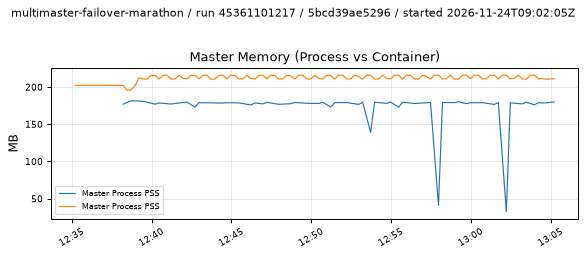 multimaster-failover-marathon / run 45361101217 / 5bcd39ae5296 / started 2026-11-24T09:02:05Z
Master Memory (Process vs Container)
MB
200
150
100
50
Master Process PSS
Master Process PSS
12:35
12:40
12:45
12:50
12:55
13:00
13:05